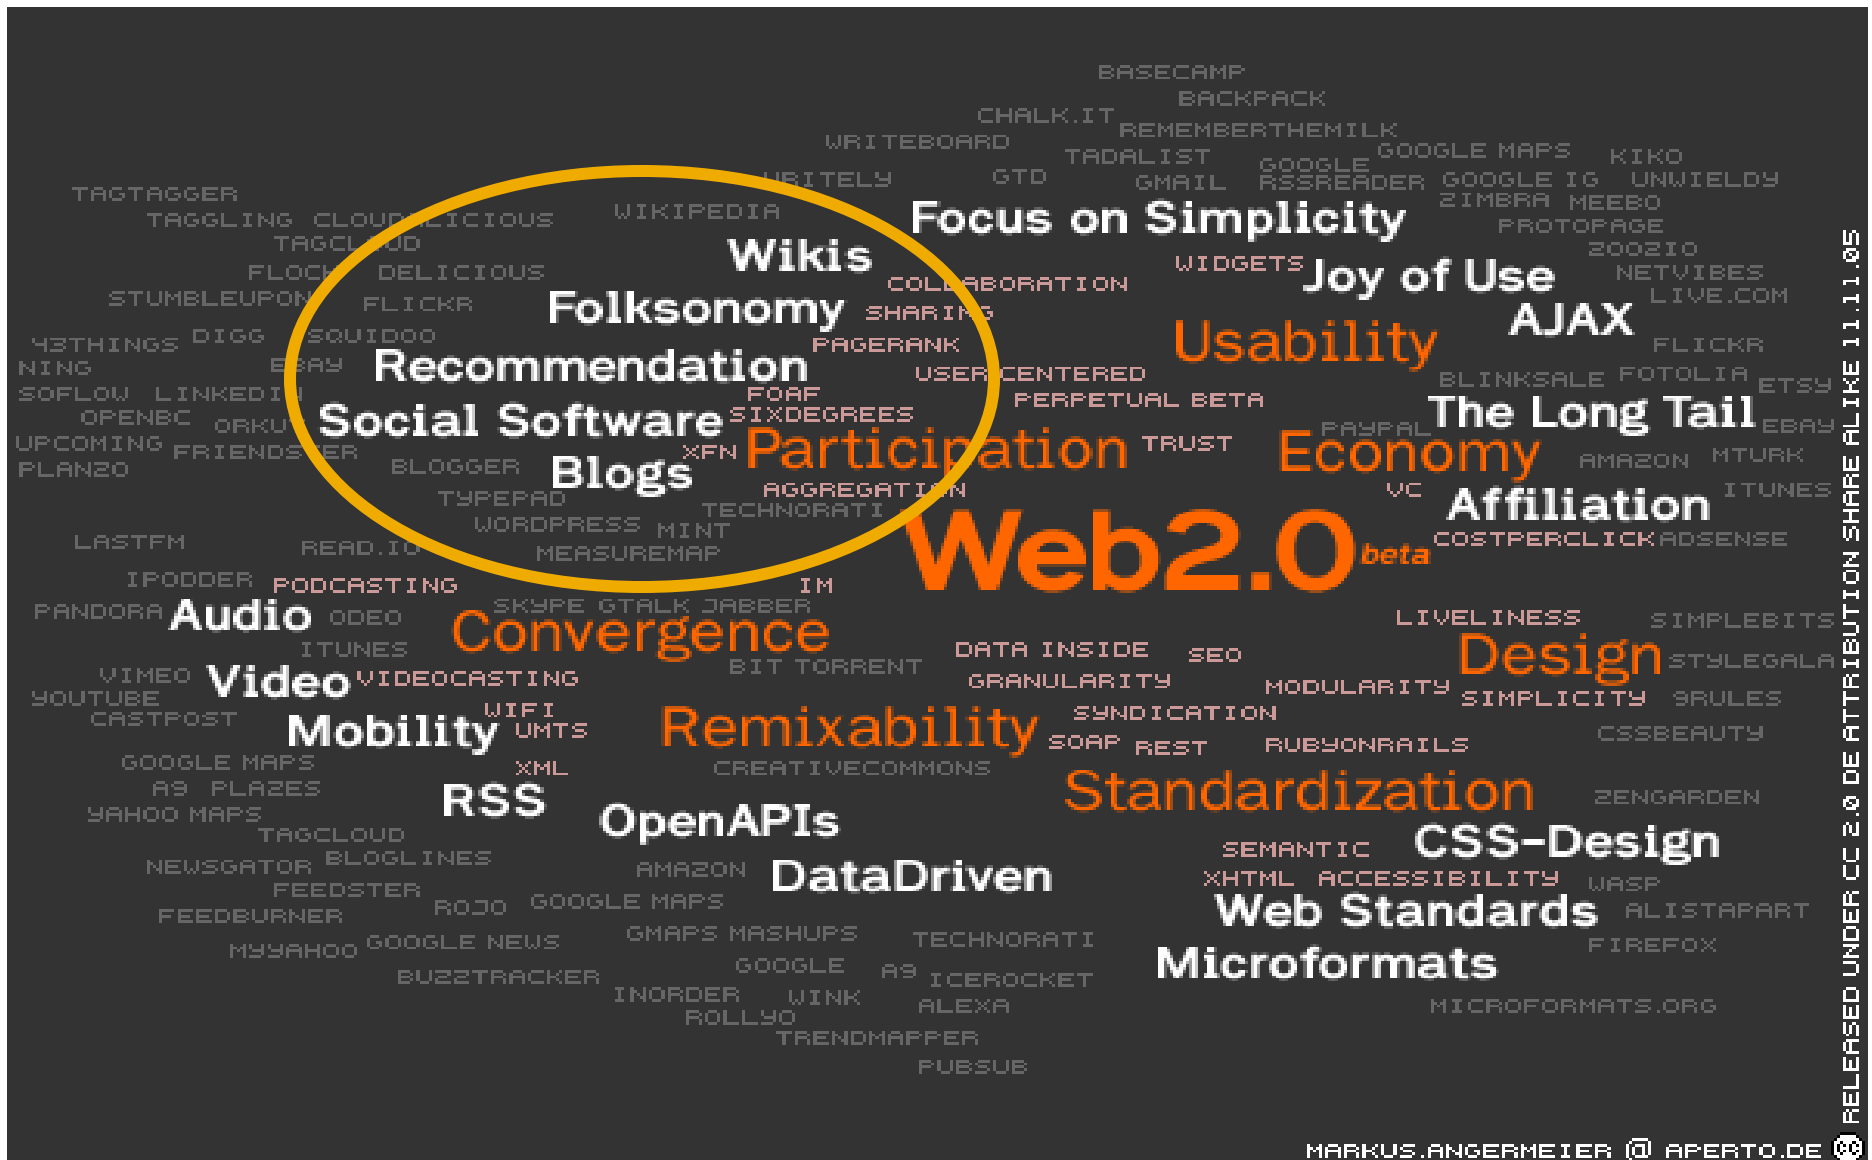 BASECAMP
BACKPACK
CHALK.IT
REMEMBERTHEMILK
WRITEBOARD
TADALIST
GOOGLE MAPS
KIKO
GOOGLE
RSSREADER
WRITELY
GTD
GMAIL
GOOGLE IG
UNWIELDY
TAGTAGGER
ZIMBRA
MEEBO
TAGGLING
CLOUDALICIOUS
WIKIPEDIA
Focus on Simplicity
PROTOPAGE
TAGCLOUD
Wikis
ZOOZIO
FLOCK
DELICIOUS
COLLABORATION
WIDGETS
Joy of Use
NETVIBES
STUMBLEUPON
FLICKR
Folksonomy
SHARING
LIVE.COM
AJAX
DIGG
SQUIDOO
43THINGS
PAGERANK
Usability
FLICKR
NING
EBAY
Recommendation
USER CENTERED
BLINKSALE
FOTOLIA
ETSY
SOFLOW
LINKEDIN
FOAF
PERPETUAL BETA
OPENBC
ORKUT
Social Software
SIXDEGREES
The Long Tail
EBAY
PAYPAL
UPCOMING
FRIENDSTER
XFN
Participation
TRUST
Economy
AMAZON
MTURK
PLANZO
BLOGGER
Blogs
AGGREGATION
VC
ITUNES
TYPEPAD
TECHNORATI
Affiliation
WORDPRESS
MINT
LASTFM
READ.IO
MEASUREMAP
Web2.0
beta
COSTPERCLICK
ADSENSE
IPODDER
PODCASTING
IM
PANDORA
Audio
ODEO
SKYPE GTALK JABBER
LIVELINESS
SIMPLEBITS
Convergence
ITUNES
DATA INSIDE
SEO
Design
STYLEGALA
VIMEO
Video
VIDEOCASTING
BIT TORRENT
GRANULARITY
MODULARITY
SIMPLICITY
9RULES
YOUTUBE
CASTPOST
WIFI
Mobility
UMTS
Remixability
SYNDICATION
SOAP
REST
RUBYONRAILS
CSSBEAUTY
GOOGLE MAPS
XML
CREATIVECOMMONS
A9
PLAZES
RSS
Standardization
ZENGARDEN
YAHOO MAPS
OpenAPIs
TAGCLOUD
CSS-Design
NEWSGATOR
BLOGLINES
SEMANTIC
AMAZON
DataDriven
XHTML
ACCESSIBILITY
WASP
FEEDSTER
ROJO
GOOGLE MAPS
Web Standards
ALISTAPART
FEEDBURNER
GMAPS MASHUPS
TECHNORATI
FIREFOX
MYYAHOO
GOOGLE NEWS
Microformats
GOOGLE
A9
ICEROCKET
BUZZTRACKER
INORDER
WINK
ALEXA
MICROFORMATS.ORG
ROLLYO
TRENDMAPPER
PUBSUB
MARKUS.ANGERMEIER @ APERTO.DE
cc
RELEASED UNDER CC 2.0 DE ATTRIBUTION SHARE ALIKE 11.11.05